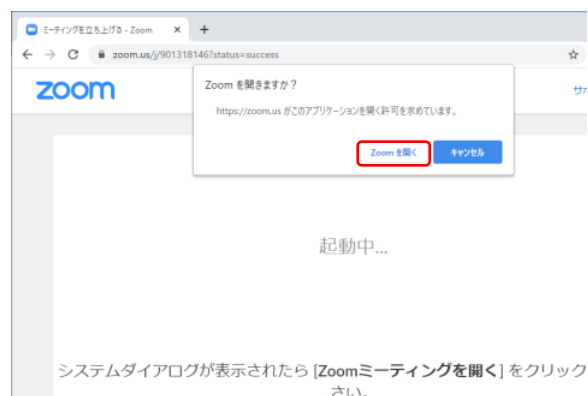 ミーティングを立ち上げる - Zoom
zoom.us/j/901318146?status=success
zoom
サポ
Zoom を開きますか？
https://zoom.us がこのアプリケーションを開く許可を求めています。
Zoom を開く
キャンセル
起動中...
システムダイアログが表示されたら [Zoomミーティングを開く] をクリック
さい。